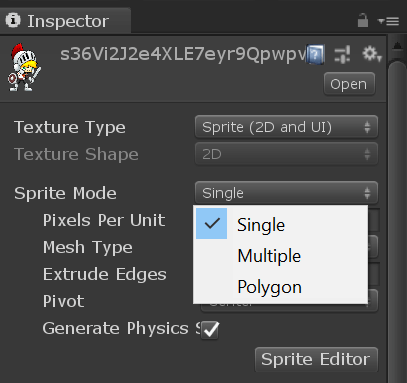 Inspector
s36Vi2J2e4XLE7eyr9Qpwpv
Open
Texture Type Sprite (2D and UI)
Texture Shape 2D
Sprite Mode Single
Pixels Per Unit
Single
Mesh Type
Multiple
Extrude Edges
Polygon
Pivot
Generate Physics S
Sprite Editor